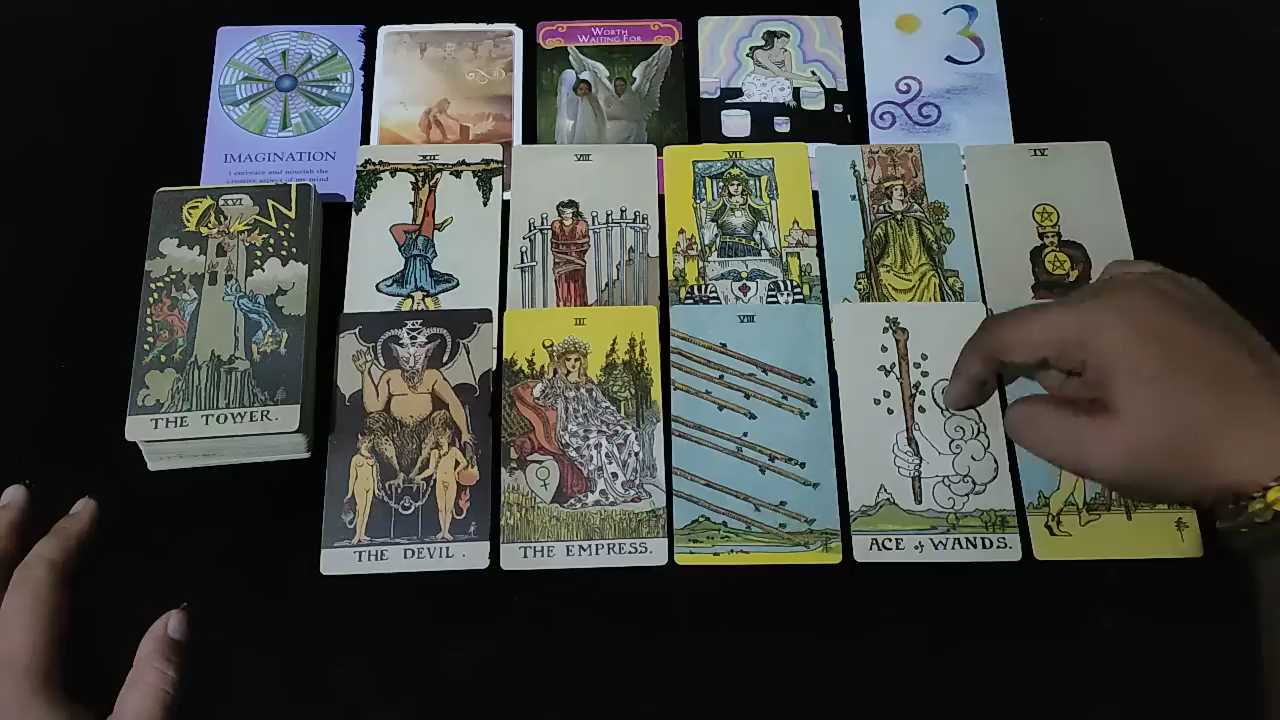 WORTH
WAITING FOR
3
IMAGINATION
I embrace and nourish the
creative aspect of my mind
XII
VIII
VII
IV
XVI
THE TOWER.
XV
THE DEVIL.
III
THE EMPRESS.
VIII
ACE of WANDS.